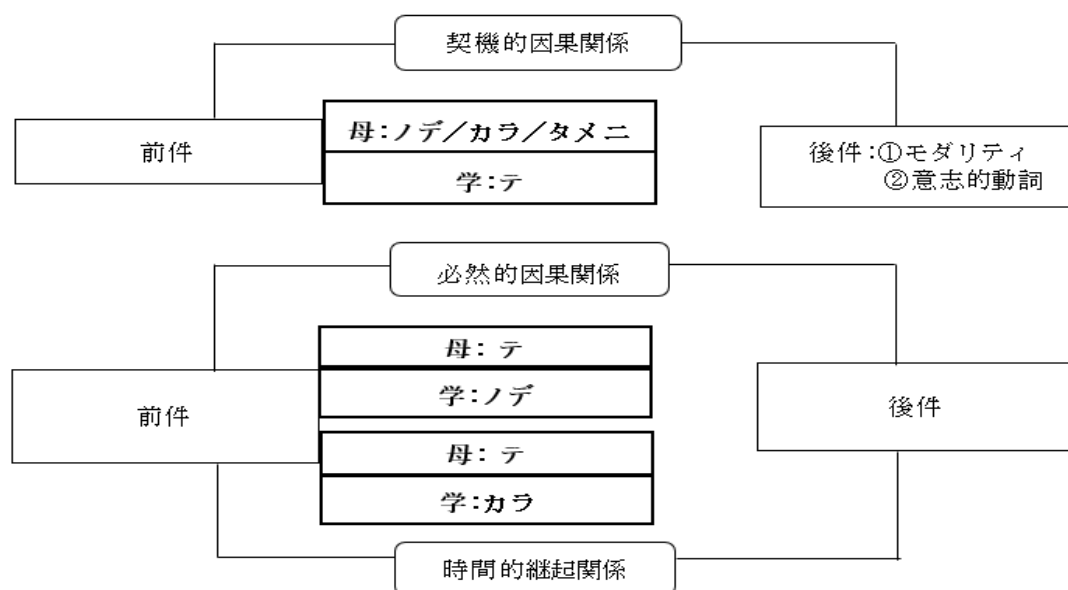 契機的因果関係
前件
母:ノデ/カラ/タメニ
学:テ
後件:①モダリティ
②意志的動詞
必然的因果関係
前件
母: テ
学:ノデ
母: テ
学:カラ
後件
時間的継起関係